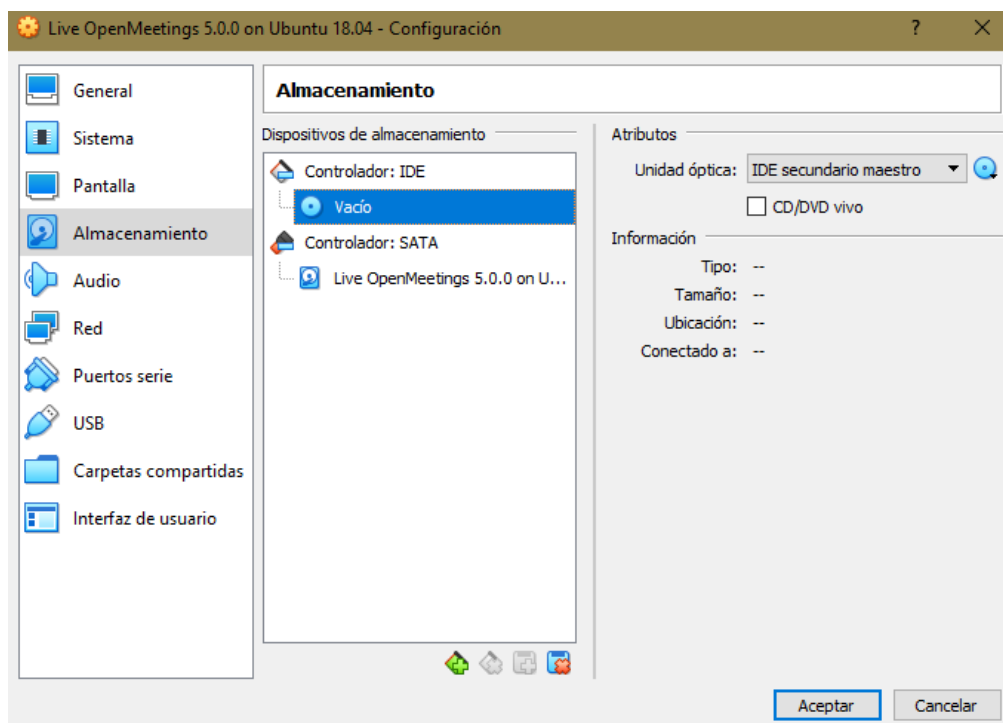 Live OpenMeetings 5.0.0 on Ubuntu 18.04 - Configuración ?
General
Sistema
Pantalla
Almacenamiento
Audio
Red
Puertos serie
USB
Carpetas compartidas
Interfaz de usuario
Almacenamiento
Dispositivos de almacenamiento
Controlador: IDE
Vacío
Controlador: SATA
Live OpenMeetings 5.0.0 on U...
Atributos
Unidad óptica: IDE secundario maestro
CD/DVD vivo
Información
Tipo: --
Tamaño: --
Ubicación: --
Conectado a: --
Aceptar Cancelar